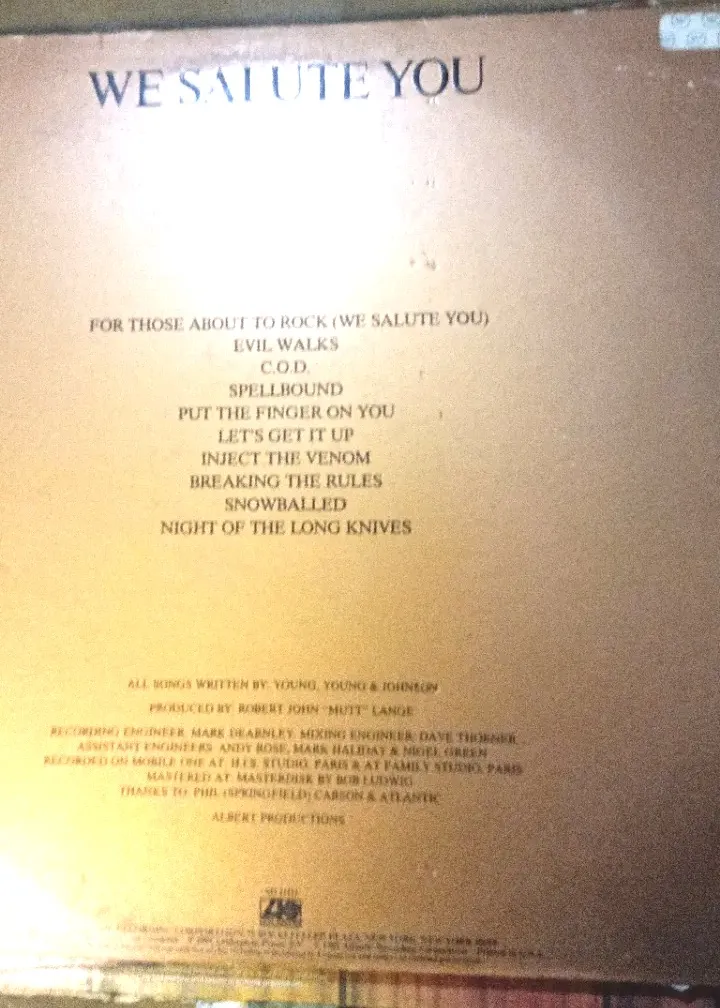 WE SALUTE YOU
FOR THOSE ABOUT TO ROCK (WE SALUTE YOU)
EVIL WALKS
C.O.D.
SPELLBOUND
PUT THE FINGER ON YOU
LET'S GET IT UP
INJECT THE VENOM
BREAKING THE RULES
SNOWBALLED
NIGHT OF THE LONG KNIVES
ALL SONGS WRITTEN BY: YOUNG, YOUNG & JOHNSON
PRODUCED BY: ROBERT JOHN "MUTT" LANGE
RECORDING ENGINEER: MARK DEARNLEY, MIXING ENGINEER: DAVE THOENER
ASSISTANT ENGINEERS: ANDY ROSE, MARK HALIDAY & NIGEL GREEN
RECORDED ON MOBILE ONE AT: H.I.S. STUDIO, PARIS & AT FAMILY STUDIO, PARIS
MASTERED AT: MASTERDISK BY BOB LUDWIG
THANKS TO: PHIL (SPRINGFIELD) CARSON & ATLANTIC
ALBERT PRODUCTIONS